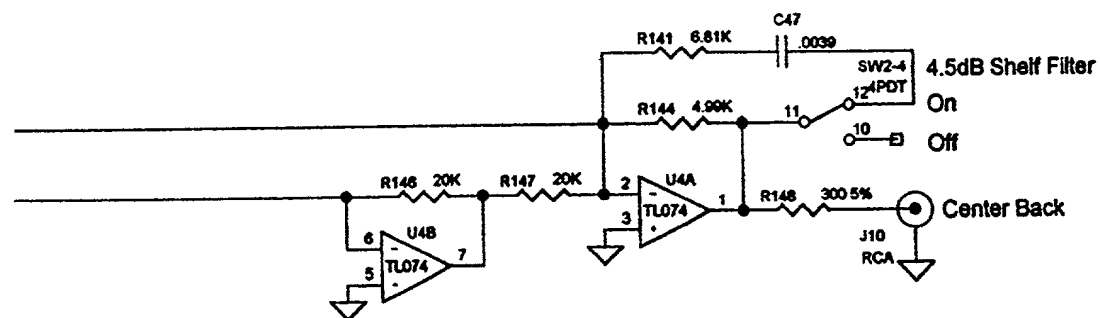 C47
R141 6.81K .0039
SW2-4 4.5dB Shelf Filter
12 4PDT
R144 4.99K 11 On
10 Off
R146 20K R147 20K U4A
2 -
TL074 1 R148 300 5% Center Back
3 +
U4B
6 -
TL074 7
5 -
J10
RCA